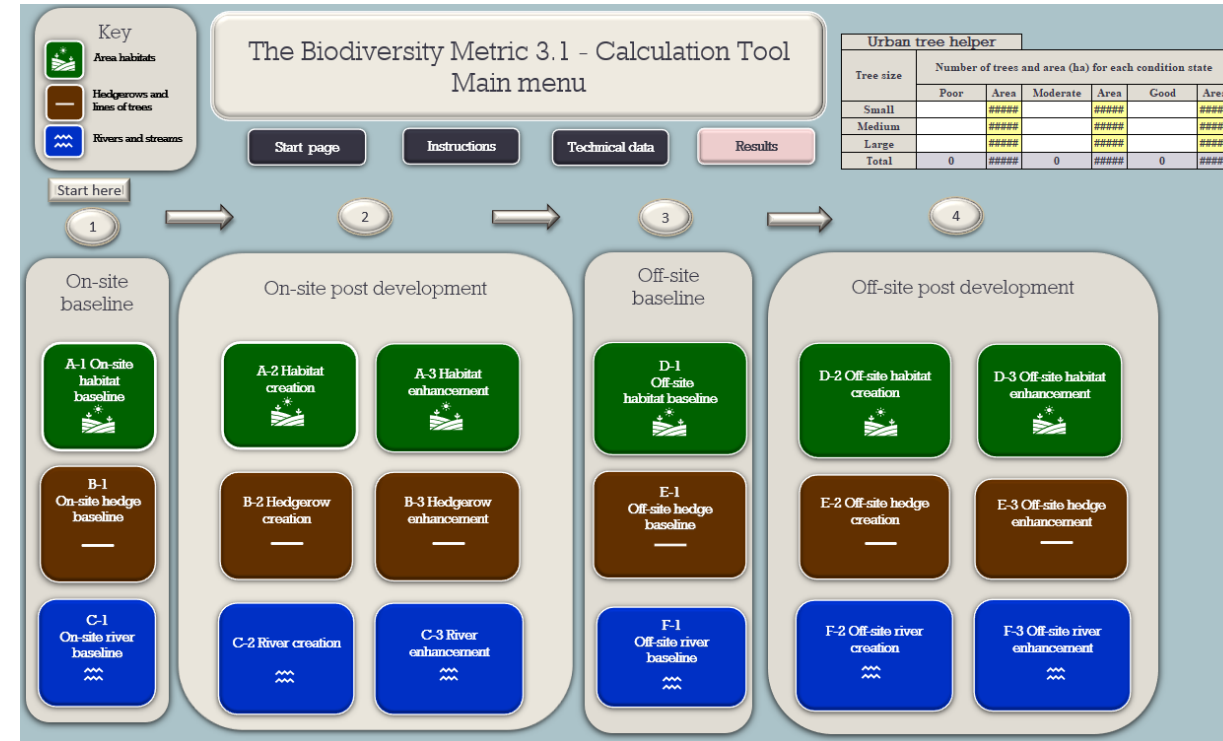 Key
Area habitats
Hedgerows and
lines of trees
Rivers and streams
The Biodiversity Metric 3.1 - Calculation Tool
Main menu
Start page
Instructions
Technical data
Results
Urban tree helper
Tree size
Number of trees and area (ha) for each condition state
Poor Area Moderate Area Good Area
Small ##### ##### ####
Medium ##### ##### ####
Large ##### ##### ####
Total 0 ##### 0 ##### 0 ####
Start here
1
2
3
4
On-site
baseline
A-1 On-site
habitat
baseline
B-1
On-site hedge
baseline
C-1
On-site river
baseline
On-site post development
A-2 Habitat
creation
A-3 Habitat
enhancement
B-2 Hedgerow
creation
B-3 Hedgerow
enhancement
C-2 River creation
C-3 River
enhancement
Off-site
baseline
D-1
Off-site
habitat baseline
E-1
Off-site hedge
baseline
F-1
Off-site river
baseline
Off-site post development
D-2 Off-site habitat
creation
D-3 Off-site habitat
enhancement
E-2 Off-site hedge
creation
E-3 Off-site hedge
enhancement
F-2 Off-site river
creation
F-3 Off-site river
enhancement